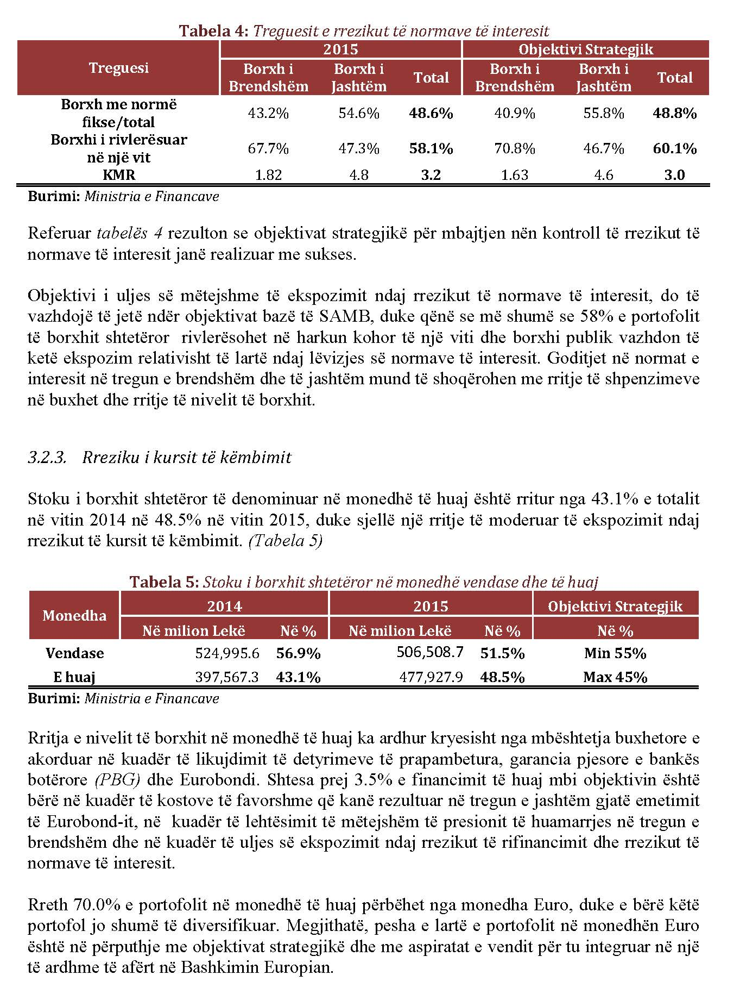 Tabela 4: Treguesit e rrezikut të normave të interesit
Treguesi 2015 Objektivi Strategjik
Borxh i Brendshëm Borxh i Jashtëm Total Borxh i Brendshëm Borxh i Jashtëm Total
Borxh me normë fikse/total 43.2% 54.6% 48.6% 40.9% 55.8% 48.8%
Borxhi i rivlerësuar në një vit 67.7% 47.3% 58.1% 70.8% 46.7% 60.1%
KMR 1.82 4.8 3.2 1.63 4.6 3.0
Burimi: Ministria e Financave
Referuar tabelës 4 rezulton se objektivat strategjikë për mbajtjen nën kontroll të rrezikut të
normave të interesit janë realizuar me sukses.
Objektivi i uljes së mëtejshme të ekspozimit ndaj rrezikut të normave të interesit, do të
vazhdojë të jetë ndër objektivat bazë të SAMB, duke qënë se më shumë se 58% e portofolit
të borxhit shtetëror rivlerësohet në harkun kohor të një viti dhe borxhi publik vazhdon të
ketë ekspozim relativisht të lartë ndaj lëvizjes së normave të interesit. Goditjet në normat e
interesit në tregun e brendshëm dhe të jashtëm mund të shoqërohen me rritje të shpenzimeve
në buxhet dhe rritje të nivelit të borxhit.
3.2.3. Rreziku i kursit të këmbimit
Stoku i borxhit shtetëror të denominuar në monedhë të huaj është rritur nga 43.1% e totalit
në vitin 2014 në 48.5% në vitin 2015, duke sjellë një rritje të moderuar të ekspozimit ndaj
rrezikut të kursit të këmbimit. (Tabela 5)
Tabela 5: Stoku i borxhit shtetëror në monedhë vendase dhe të huaj
Monedha 2014 2015 Objektivi Strategjik
Në milion Lekë Në % Në milion Lekë Në % Në %
Vendase 524,995.6 56.9% 506,508.7 51.5% Min 55%
E huaj 397,567.3 43.1% 477,927.9 48.5% Max 45%
Burimi: Ministria e Financave
Rritja e nivelit të borxhit në monedhë të huaj ka ardhur kryesisht nga mbështetja buxhetore e
akorduar në kuadër të likujdimit të detyrimeve të prapambetura, garancia pjesore e bankës
botërore (PBG) dhe Eurobondi. Shtesa prej 3.5% e financimit të huaj mbi objektivin është
bërë në kuadër të kostove të favorshme që kanë rezultuar në tregun e jashtëm gjatë emetimit
të Eurobond-it, në kuadër të lehtësimit të mëtejshëm të presionit të huamarrjes në tregun e
brendshëm dhe në kuadër të uljes së ekspozimit ndaj rrezikut të rifinancimit dhe rrezikut të
normave të interesit.
Rreth 70.0% e portofolit në monedhë të huaj përbëhet nga monedha Euro, duke e bërë këtë
portofol jo shumë të diversifikuar. Megjithatë, pesha e lartë e portofolit në monedhën Euro
është në përputhje me objektivat strategjikë dhe me aspiratat e vendit për tu integruar në një
të ardhme të afërt në Bashkimin Europian.